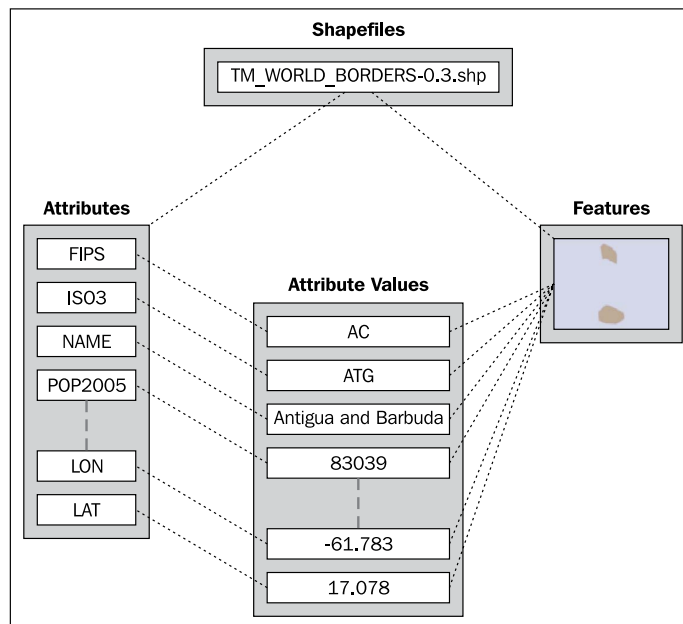 Shapefiles
TM_WORLD_BORDERS-0.3.shp
Attributes
FIPS
ISO3
NAME
POP2005
LON
LAT
Attribute Values
AC
ATG
Antigua and Barbuda
83039
-61.783
17.078
Features